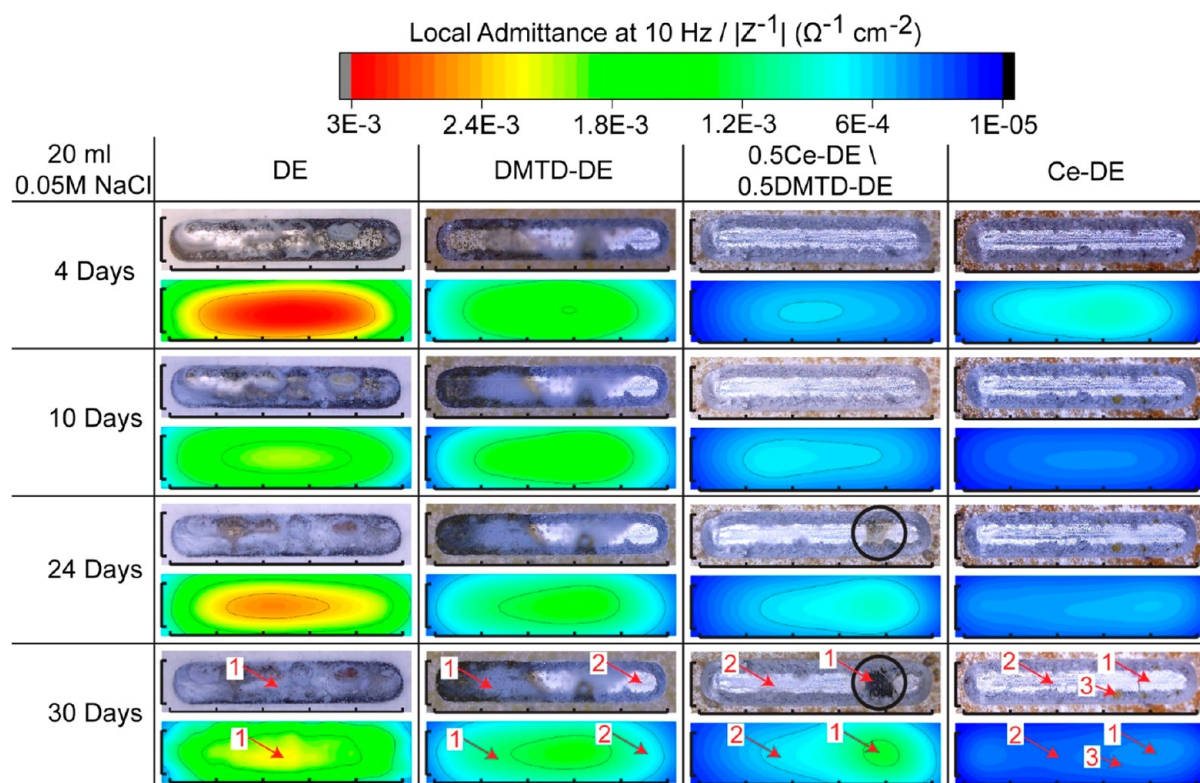 Local Admittance at 10 Hz / |Z⁻¹| (Ω⁻¹ cm⁻²)
3E-3 2.4E-3 1.8E-3 1.2E-3 6E-4 1E-05
20 ml
0.05M NaCl
DE
DMTD-DE
0.5Ce-DE \
0.5DMTD-DE
Ce-DE
4 Days
10 Days
24 Days
30 Days
1
1 2
2 1
2 3 1
1
1 2
2 1
2 3 1